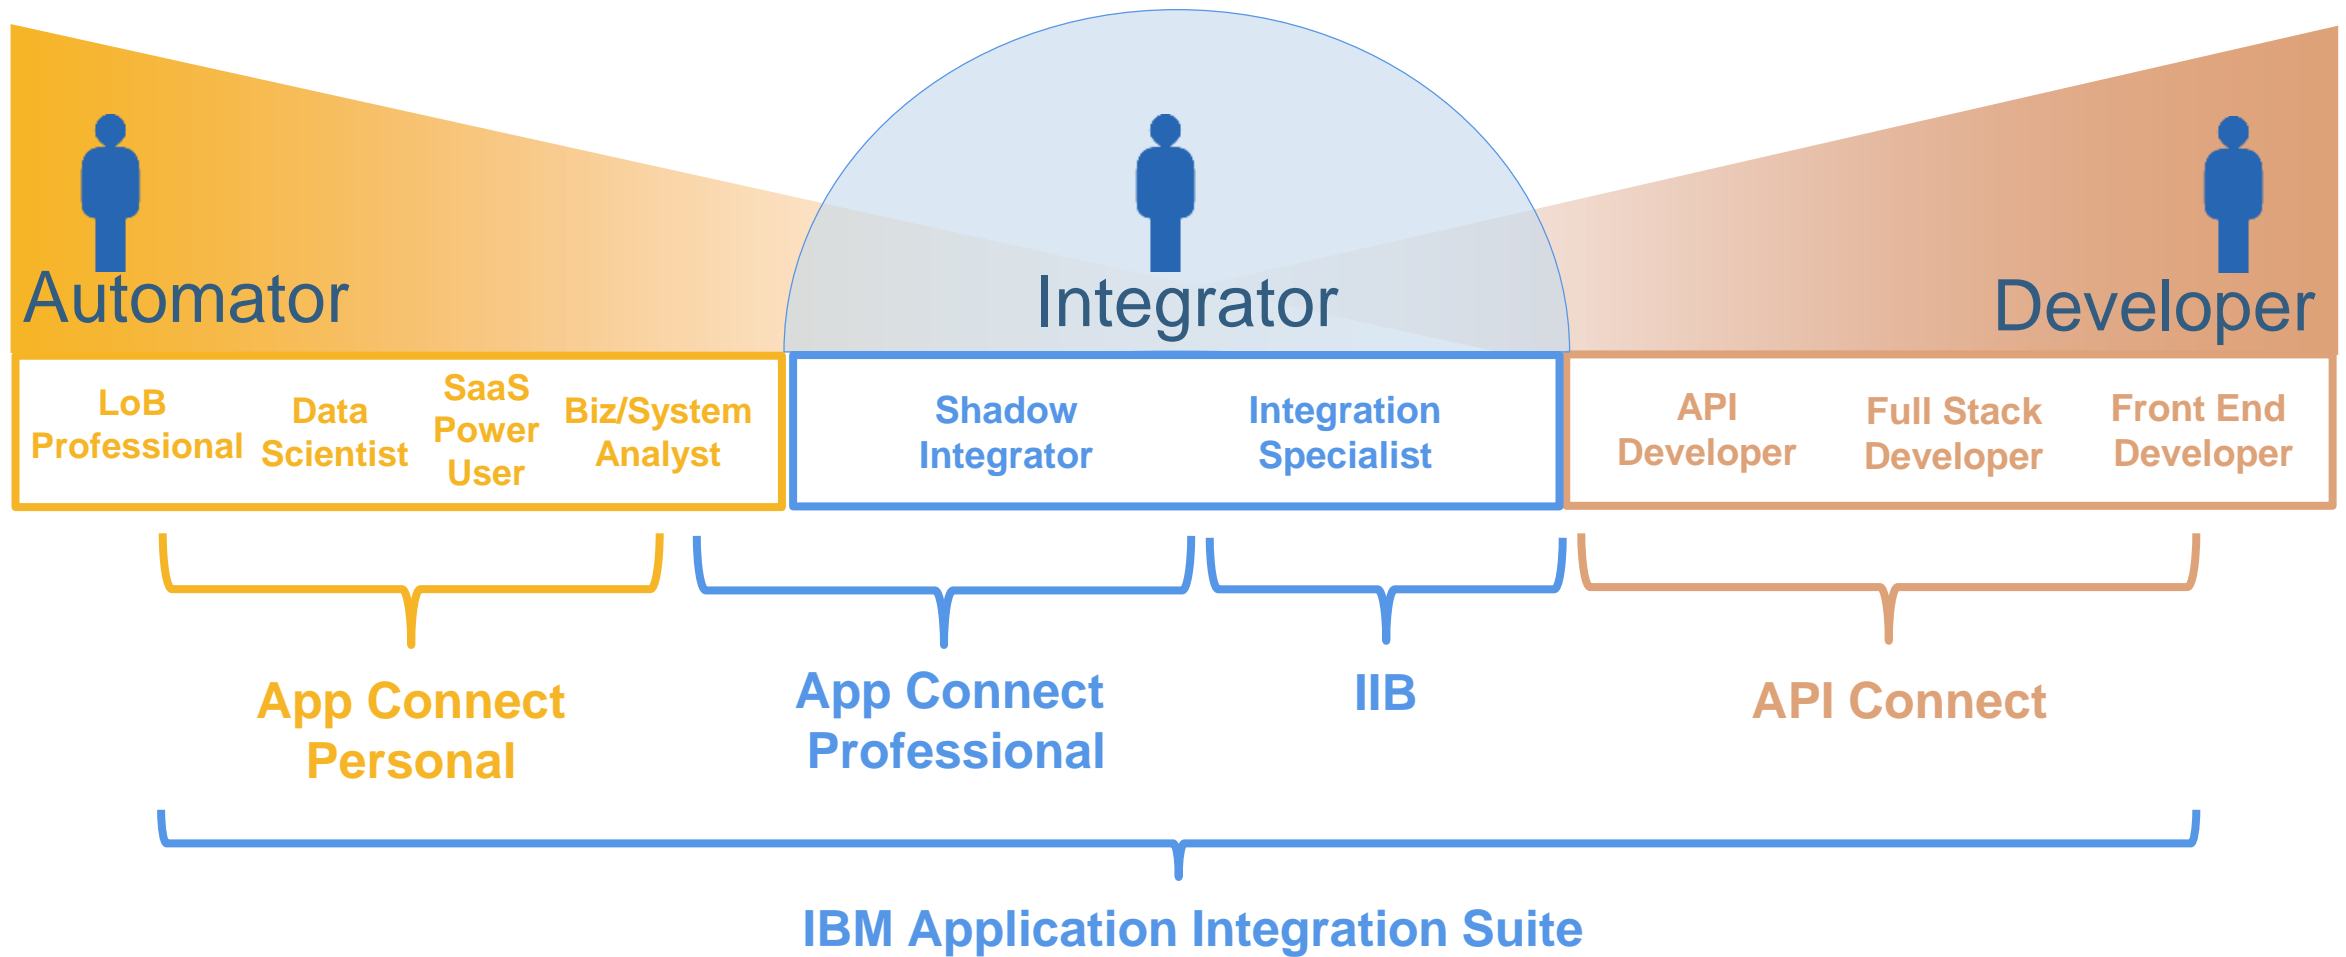 Automator
Integrator
Developer
LoB
Professional
Data
Scientist
SaaS
Power
User
Biz/System
Analyst
Shadow
Integrator
Integration
Specialist
API
Developer
Full Stack
Developer
Front End
Developer
App Connect
Personal
App Connect
Professional
IIB
API Connect
IBM Application Integration Suite